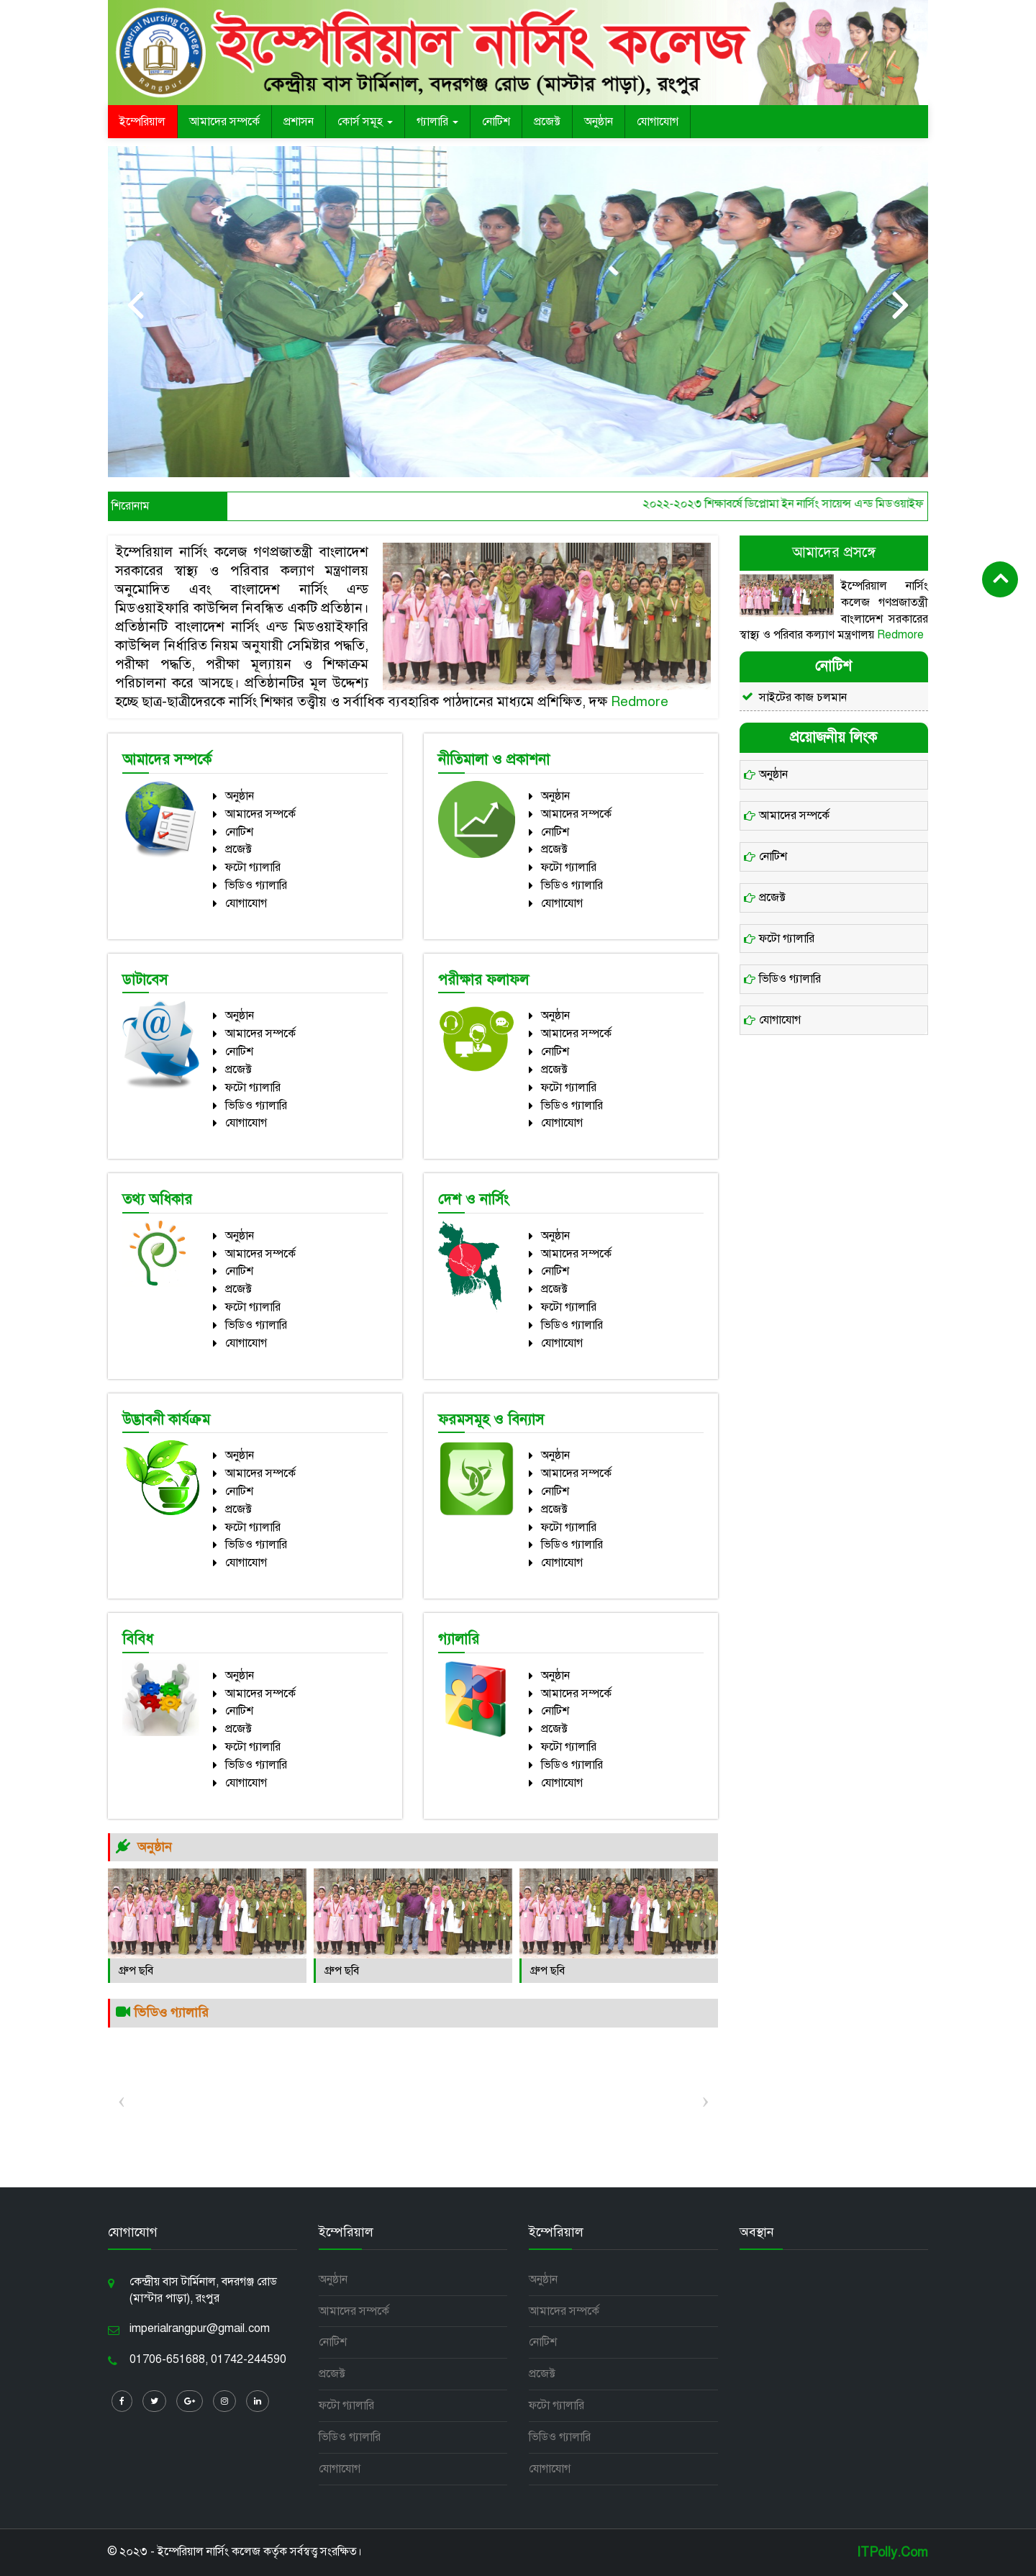 Imperial Nursing College
Rangpur
ইম্পেরিয়াল নার্সিং কলেজ
কেন্দ্রীয় বাস টার্মিনাল, বদরগঞ্জ রোড (মাস্টার পাড়া), রংপুর
ইম্পেরিয়াল আমাদের সম্পর্কে প্রশাসন কোর্স সমূহ গ্যালারি নোটিশ প্রজেক্ট অনুষ্ঠান যোগাযোগ
শিরোনাম ২০২২-২০২৩ শিক্ষাবর্ষে ডিপ্লোমা ইন নার্সিং সায়েন্স এন্ড মিডওয়াইফ
ইম্পেরিয়াল নার্সিং কলেজ গণপ্রজাতন্ত্রী বাংলাদেশ
সরকারের স্বাস্থ্য ও পরিবার কল্যাণ মন্ত্রণালয়
অনুমোদিত এবং বাংলাদেশ নার্সিং এন্ড
মিডওয়াইফারি কাউন্সিল নিবন্ধিত একটি প্রতিষ্ঠান।
প্রতিষ্ঠানটি বাংলাদেশ নার্সিং এন্ড মিডওয়াইফারি
কাউন্সিল নির্ধারিত নিয়ম অনুযায়ী সেমিষ্টার পদ্ধতি,
পরীক্ষা পদ্ধতি, পরীক্ষা মূল্যায়ন ও শিক্ষাক্রম
পরিচালনা করে আসছে। প্রতিষ্ঠানটির মূল উদ্দেশ্য
হচ্ছে ছাত্র-ছাত্রীদেরকে নার্সিং শিক্ষার তত্ত্বীয় ও সর্বাধিক ব্যবহারিক পাঠদানের মাধ্যমে প্রশিক্ষিত, দক্ষ Redmore
আমাদের প্রসঙ্গে
ইম্পেরিয়াল নার্সিং
কলেজ গণপ্রজাতন্ত্রী
বাংলাদেশ সরকারের
স্বাস্থ্য ও পরিবার কল্যাণ মন্ত্রণালয় Redmore
নোটিশ
সাইটের কাজ চলমান
প্রয়োজনীয় লিংক
অনুষ্ঠান
আমাদের সম্পর্কে
নোটিশ
প্রজেক্ট
ফটো গ্যালারি
ভিডিও গ্যালারি
যোগাযোগ
আমাদের সম্পর্কে
অনুষ্ঠান
আমাদের সম্পর্কে
নোটিশ
প্রজেক্ট
ফটো গ্যালারি
ভিডিও গ্যালারি
যোগাযোগ
নীতিমালা ও প্রকাশনা
অনুষ্ঠান
আমাদের সম্পর্কে
নোটিশ
প্রজেক্ট
ফটো গ্যালারি
ভিডিও গ্যালারি
যোগাযোগ
ডাটাবেস
অনুষ্ঠান
আমাদের সম্পর্কে
নোটিশ
প্রজেক্ট
ফটো গ্যালারি
ভিডিও গ্যালারি
যোগাযোগ
পরীক্ষার ফলাফল
অনুষ্ঠান
আমাদের সম্পর্কে
নোটিশ
প্রজেক্ট
ফটো গ্যালারি
ভিডিও গ্যালারি
যোগাযোগ
তথ্য অধিকার
অনুষ্ঠান
আমাদের সম্পর্কে
নোটিশ
প্রজেক্ট
ফটো গ্যালারি
ভিডিও গ্যালারি
যোগাযোগ
দেশ ও নার্সিং
অনুষ্ঠান
আমাদের সম্পর্কে
নোটিশ
প্রজেক্ট
ফটো গ্যালারি
ভিডিও গ্যালারি
যোগাযোগ
উদ্ভাবনী কার্যক্রম
অনুষ্ঠান
আমাদের সম্পর্কে
নোটিশ
প্রজেক্ট
ফটো গ্যালারি
ভিডিও গ্যালারি
যোগাযোগ
ফরমসমূহ ও বিন্যাস
অনুষ্ঠান
আমাদের সম্পর্কে
নোটিশ
প্রজেক্ট
ফটো গ্যালারি
ভিডিও গ্যালারি
যোগাযোগ
বিবিধ
অনুষ্ঠান
আমাদের সম্পর্কে
নোটিশ
প্রজেক্ট
ফটো গ্যালারি
ভিডিও গ্যালারি
যোগাযোগ
গ্যালারি
অনুষ্ঠান
আমাদের সম্পর্কে
নোটিশ
প্রজেক্ট
ফটো গ্যালারি
ভিডিও গ্যালারি
যোগাযোগ
অনুষ্ঠান
গ্রুপ ছবি গ্রুপ ছবি গ্রুপ ছবি
ভিডিও গ্যালারি
যোগাযোগ
কেন্দ্রীয় বাস টার্মিনাল, বদরগঞ্জ রোড
(মাস্টার পাড়া), রংপুর
imperialrangpur@gmail.com
01706-651688, 01742-244590
ইম্পেরিয়াল
অনুষ্ঠান
আমাদের সম্পর্কে
নোটিশ
প্রজেক্ট
ফটো গ্যালারি
ভিডিও গ্যালারি
যোগাযোগ
ইম্পেরিয়াল
অনুষ্ঠান
আমাদের সম্পর্কে
নোটিশ
প্রজেক্ট
ফটো গ্যালারি
ভিডিও গ্যালারি
যোগাযোগ
অবস্থান
© ২০২৩ - ইম্পেরিয়াল নার্সিং কলেজ কর্তৃক সর্বস্বত্ত্ব সংরক্ষিত। ITPolly.Com